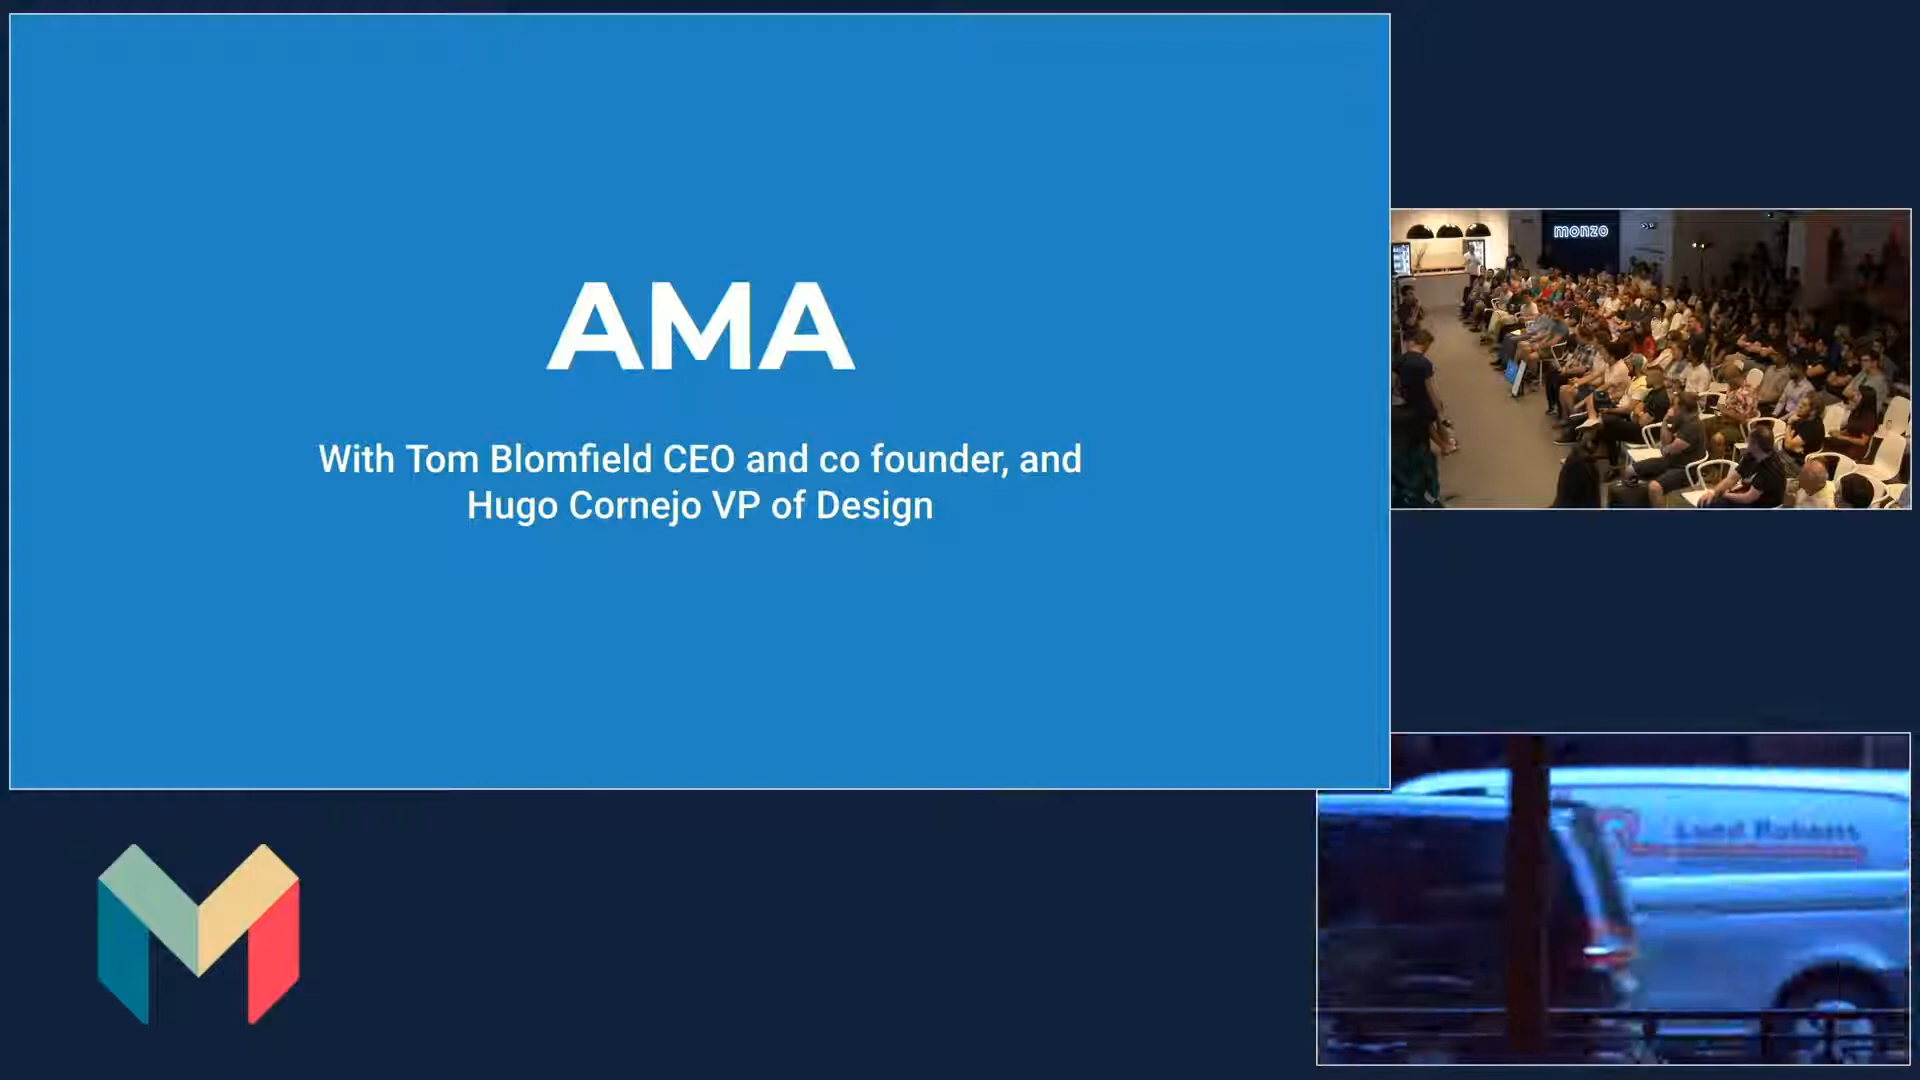 AMA
With Tom Blomfield CEO and co founder, and
Hugo Cornejo VP of Design
monzo